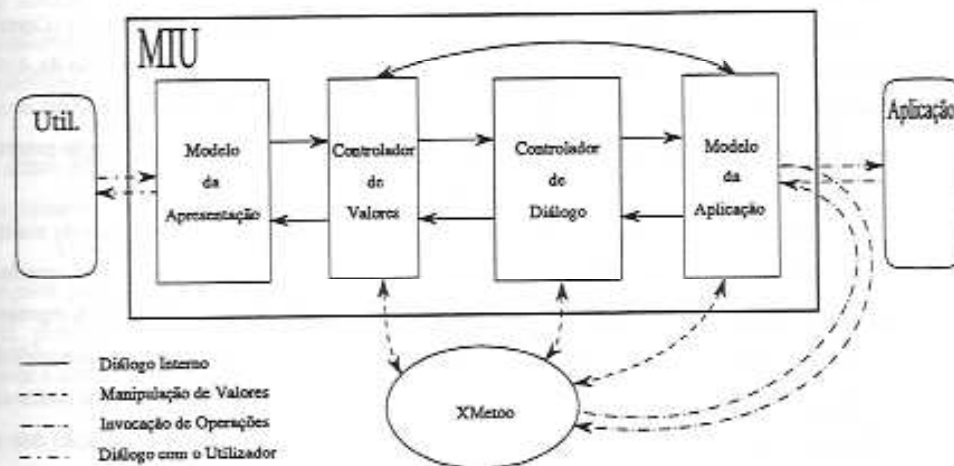 MIU
Util.
Modelo
da
Apresentação
Controlador
de
Valores
Controlador
de
Diálogo
Modelo
da
Aplicação
Aplicação
XMetoo
Diálogo Interno
Manipulação de Valores
Invocação de Operações
Diálogo com o Utilizador